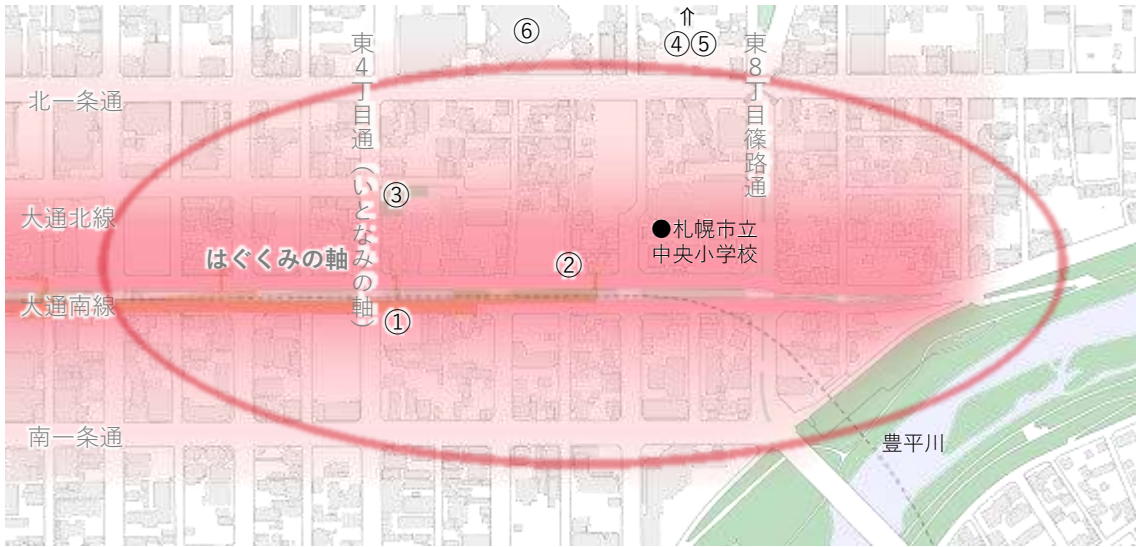 ⑥
⇑
④⑤
東4丁目通（いとなみの軸）
東8丁目篠路通
北一条通
③
大通北線
●札幌市立
中央小学校
はぐくみの軸
②
大通南線
①
南一条通
豊平川